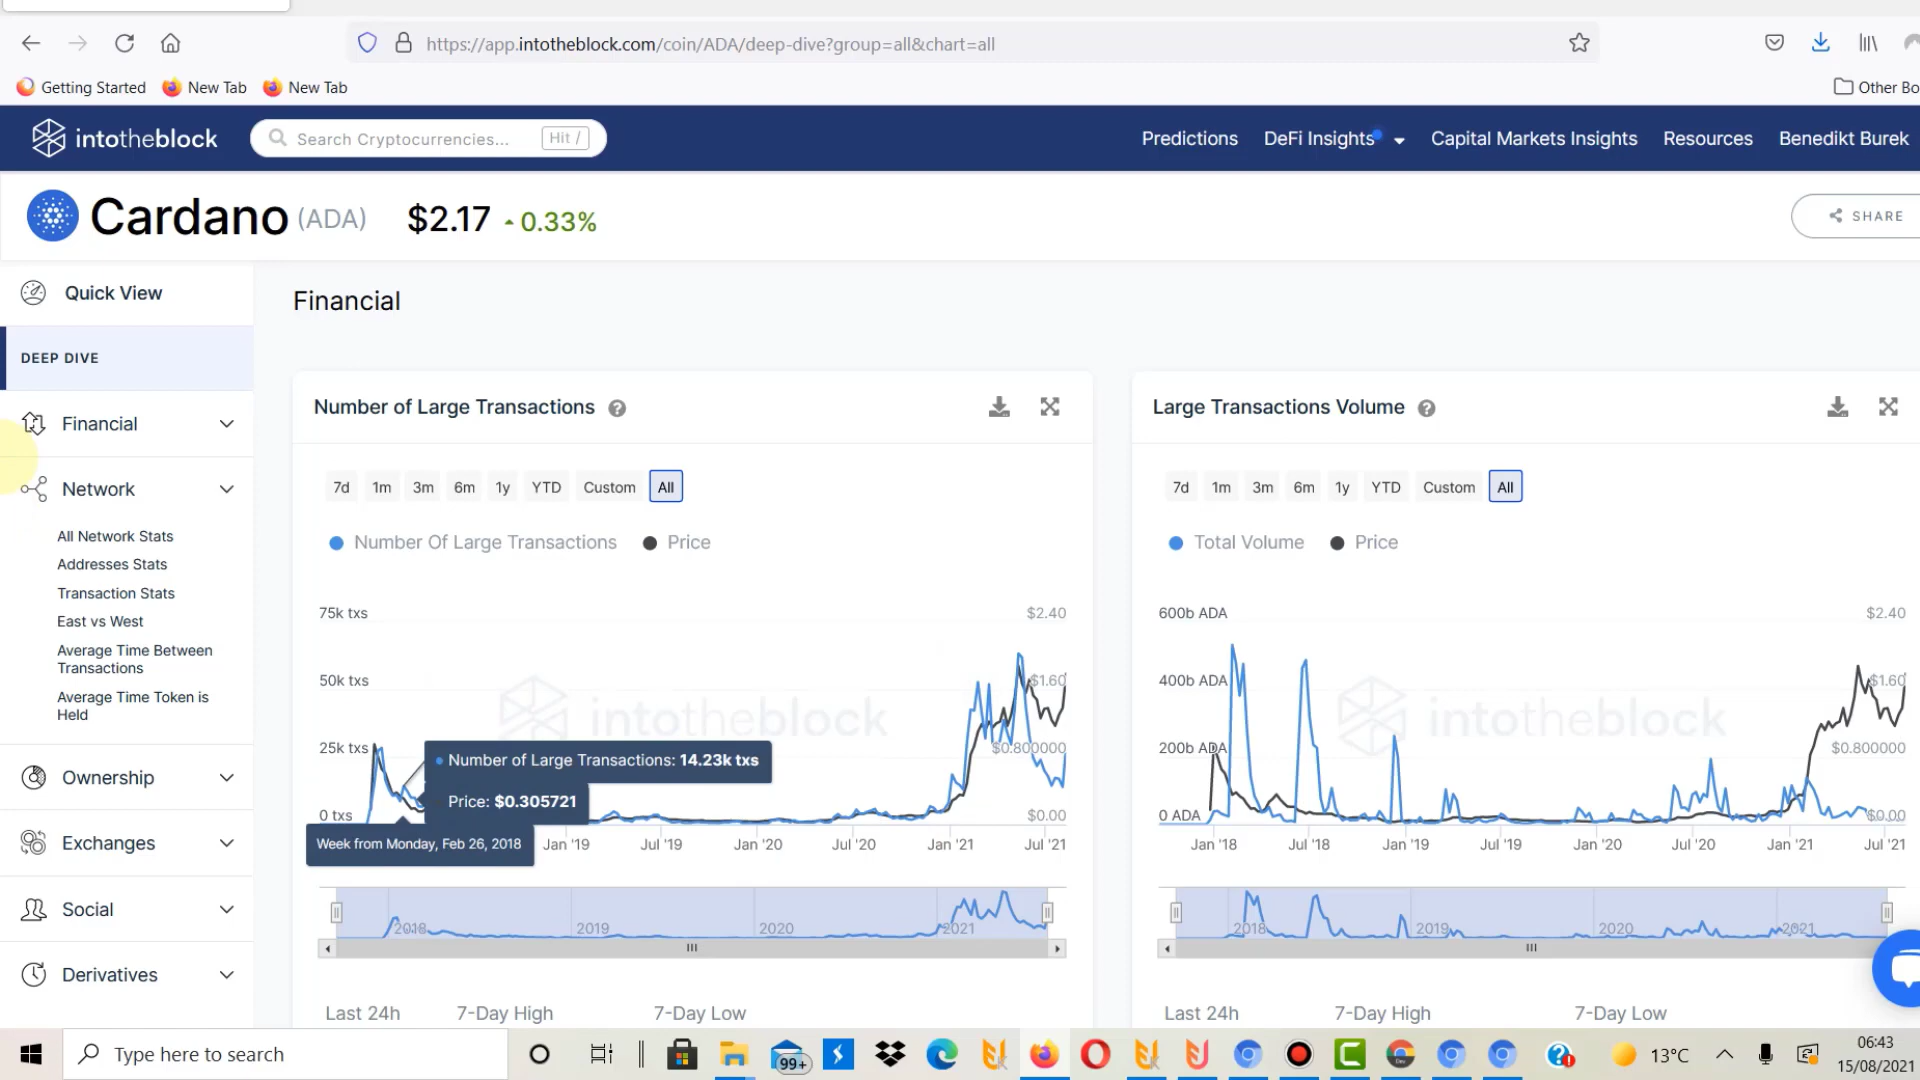 https://app.intotheblock.com/coin/ADA/deep-dive?group=all&chart=all
Getting Started New Tab New Tab Other Bo
intotheblock Search Cryptocurrencies... Hit / Predictions DeFi Insights Capital Markets Insights Resources Benedikt Burek
Cardano (ADA) $2.17 0.33% SHARE
Quick View
DEEP DIVE
Financial
Network
All Network Stats
Addresses Stats
Transaction Stats
East vs West
Average Time Between
Transactions
Average Time Token is
Held
Ownership
Exchanges
Social
Derivatives
Financial
Number of Large Transactions ?
7d 1m 3m 6m 1y YTD Custom All
Number Of Large Transactions Price
75k txs $2.40
50k txs $1.60
25k txs $0.800000
0 txs $0.00
intotheblock
Number of Large Transactions: 14.23k txs
Price: $0.305721
Week from Monday, Feb 26, 2018
Jan '19 Jul '19 Jan '20 Jul '20 Jan '21 Jul '21
2018 2019 2020 2021
Last 24h 7-Day High 7-Day Low
Large Transactions Volume ?
7d 1m 3m 6m 1y YTD Custom All
Total Volume Price
600b ADA $2.40
400b ADA $1.60
200b ADA $0.800000
0 ADA $0.00
intotheblock
Jan '18 Jul '18 Jan '19 Jul '19 Jan '20 Jul '20 Jan '21 Jul '21
2018 2019 2020 2021
Last 24h 7-Day High 7-Day Low
Type here to search 99+ 13°C 06:43
15/08/2021